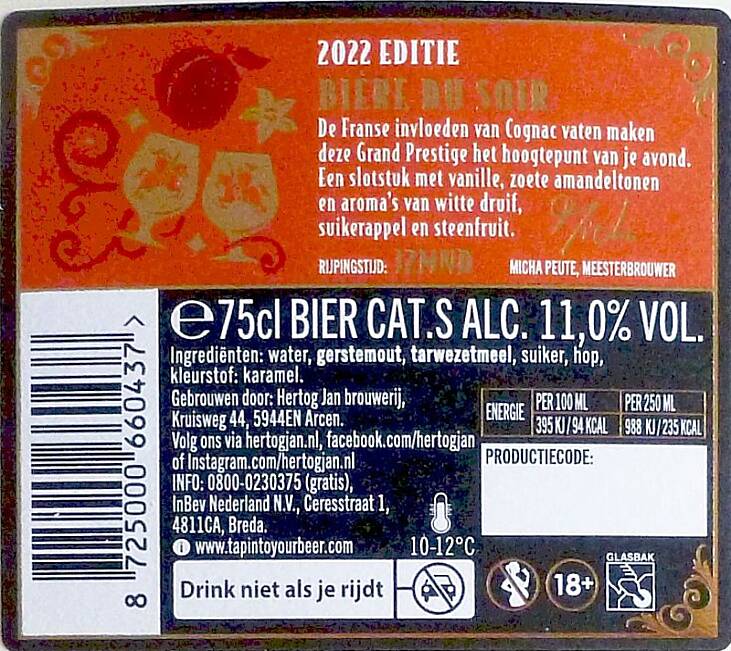 2022 EDITIE
BIÈRE DU SOIR
De Franse invloeden van Cognac vaten maken
deze Grand Prestige het hoogtepunt van je avond.
Een slotstuk met vanille, zoete amandeltonen
en aroma's van witte druif,
suikerappel en steenfruit.
RIJPINGSTIJD: 12MND
MICHA PEUTE, MEESTERBROUWER
e75cl BIER CAT.S ALC. 11,0% VOL.
Ingrediënten: water, gerstemout, tarwezetmeel, suiker, hop,
kleurstof: karamel.
Gebrouwen door: Hertog Jan brouwerij,
Kruisweg 44, 5944EN Arcen.
Volg ons via hertogjan.nl, facebook.com/hertogjan
of Instagram.com/hertogjan.nl
INFO: 0800-0230375 (gratis),
InBev Nederland N.V., Ceresstraat 1,
4811CA, Breda.
i www.tapintoyourbeer.com
10-12°C
Drink niet als je rijdt
ENERGIE PER 100 ML PER 250 ML
395 KJ/94 KCAL 988 KJ/235 KCAL
PRODUCTIECODE:
18+
GLASBAK
8 725000 660437 >